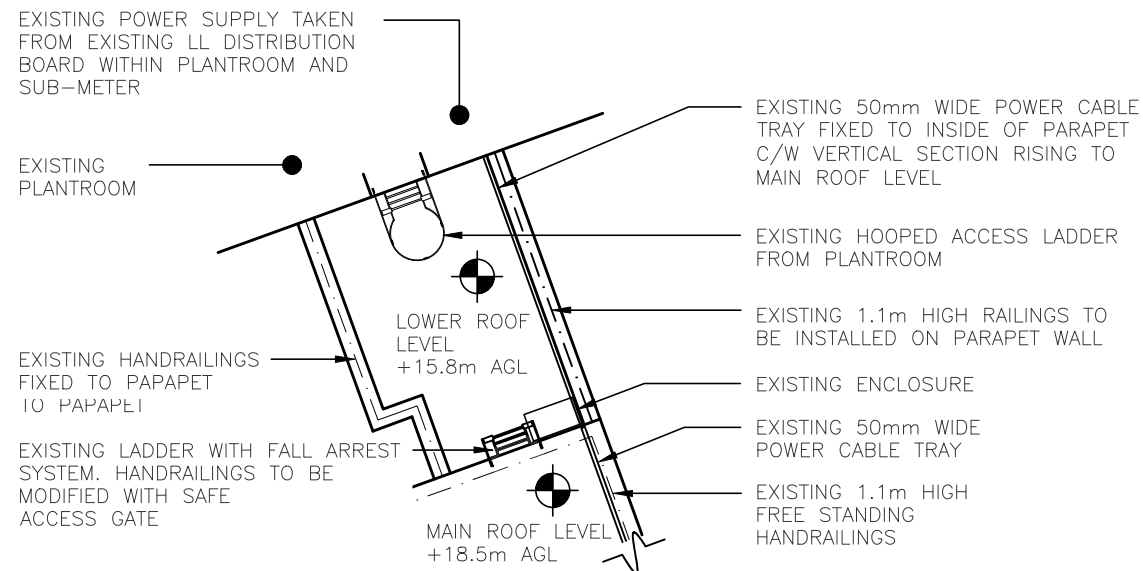 EXISTING POWER SUPPLY TAKEN
FROM EXISTING LL DISTRIBUTION
BOARD WITHIN PLANTROOM AND
SUB-METER
EXISTING
PLANTROOM
EXISTING HANDRAILINGS
FIXED TO PAPAPET
TO PAPAPET
EXISTING LADDER WITH FALL ARREST
SYSTEM. HANDRAILINGS TO BE
MODIFIED WITH SAFE
ACCESS GATE
LOWER ROOF
LEVEL
+15.8m AGL
MAIN ROOF LEVEL
+18.5m AGL
EXISTING 50mm WIDE POWER CABLE
TRAY FIXED TO INSIDE OF PARAPET
C/W VERTICAL SECTION RISING TO
MAIN ROOF LEVEL
EXISTING HOOPED ACCESS LADDER
FROM PLANTROOM
EXISTING 1.1m HIGH RAILINGS TO
BE INSTALLED ON PARAPET WALL
EXISTING ENCLOSURE
EXISTING 50mm WIDE
POWER CABLE TRAY
EXISTING 1.1m HIGH
FREE STANDING
HANDRAILINGS